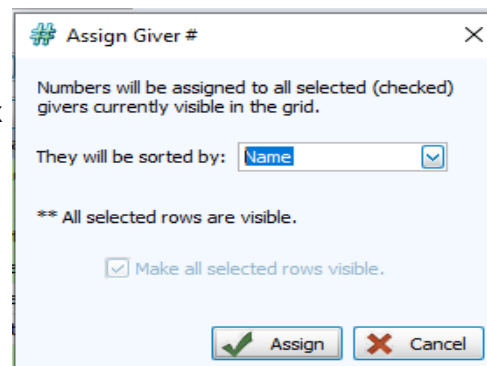 Assign Giver #
Numbers will be assigned to all selected (checked)
givers currently visible in the grid.
They will be sorted by: Name
** All selected rows are visible.
Make all selected rows visible.
Assign Cancel